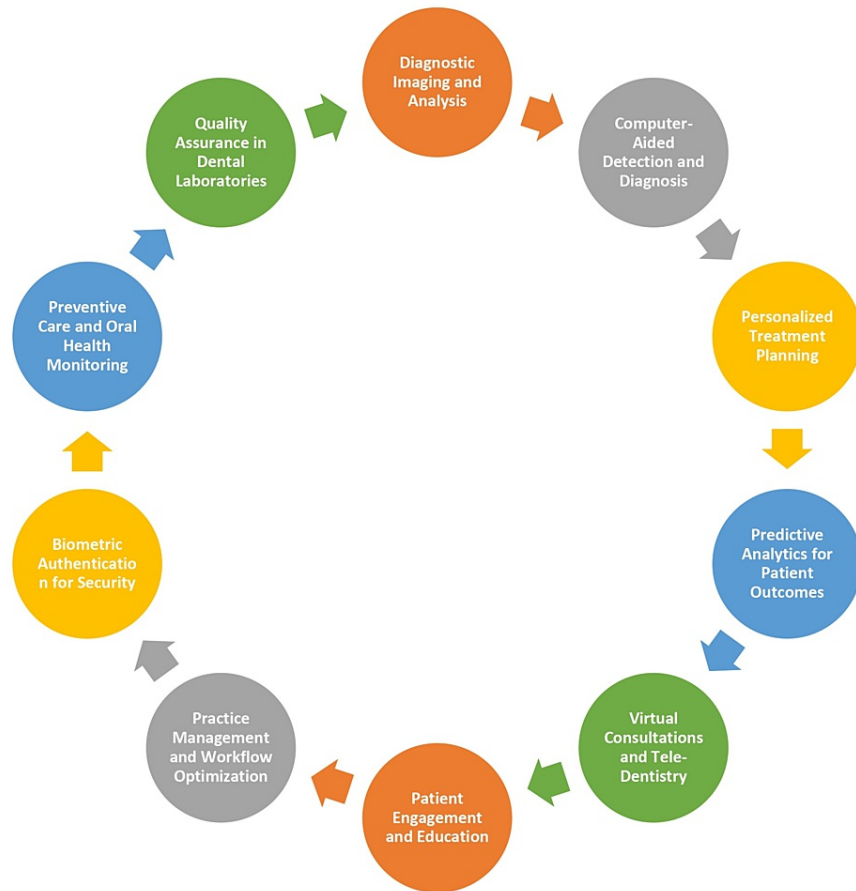 Diagnostic
Imaging and
Analysis
Computer-
Aided
Detection and
Diagnosis
Personalized
Treatment
Planning
Predictive
Analytics for
Patient
Outcomes
Virtual
Consultations
and Tele-
Dentistry
Patient
Engagement
and Education
Practice
Management
and Workflow
Optimization
Biometric
Authenticatio
n for Security
Preventive
Care and Oral
Health
Monitoring
Quality
Assurance in
Dental
Laboratories